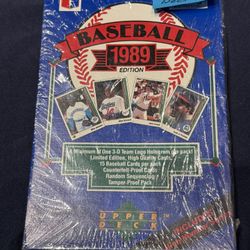 BASEBALL
1989
EDITION
A Minimum of One 3-D Team Logo Hologram per pack!
Limited Edition, High Quality Cards
15 Baseball Cards per Pack
Counterfeit-Proof Cards
Random Sequencing
Tamper-Proof Pack
UPPER
DECK